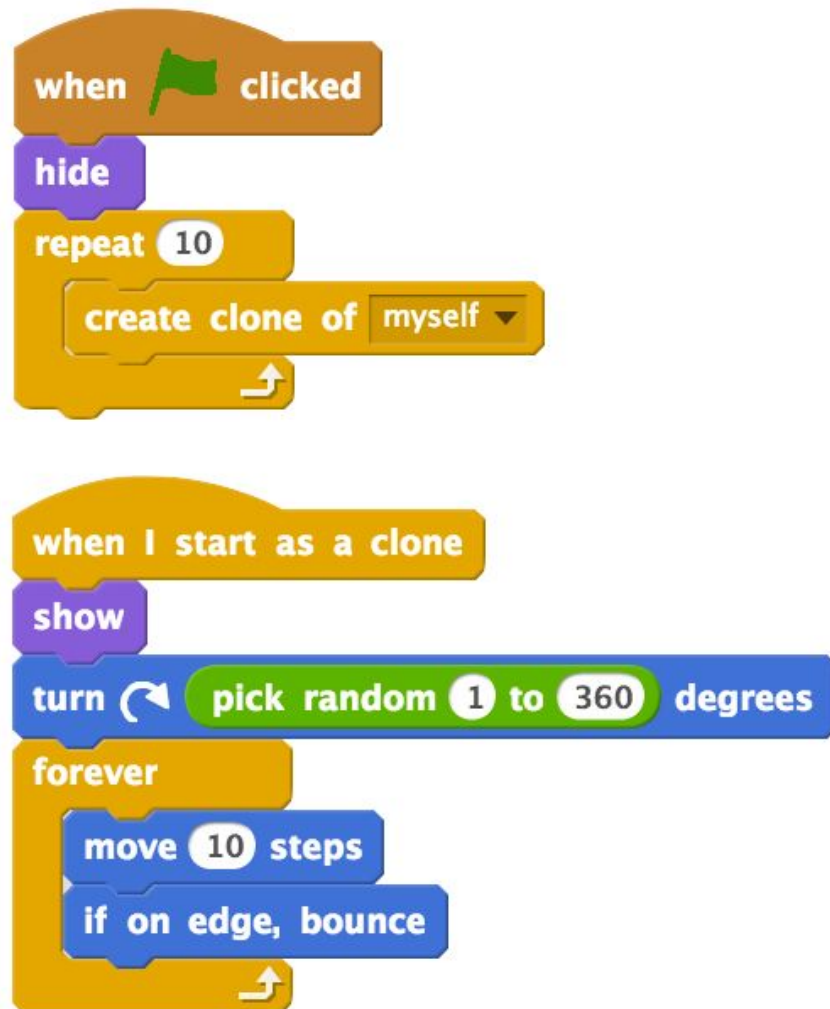 when clicked
hide
repeat 10
create clone of myself
when I start as a clone
show
turn pick random 1 to 360 degrees
forever
move 10 steps
if on edge, bounce